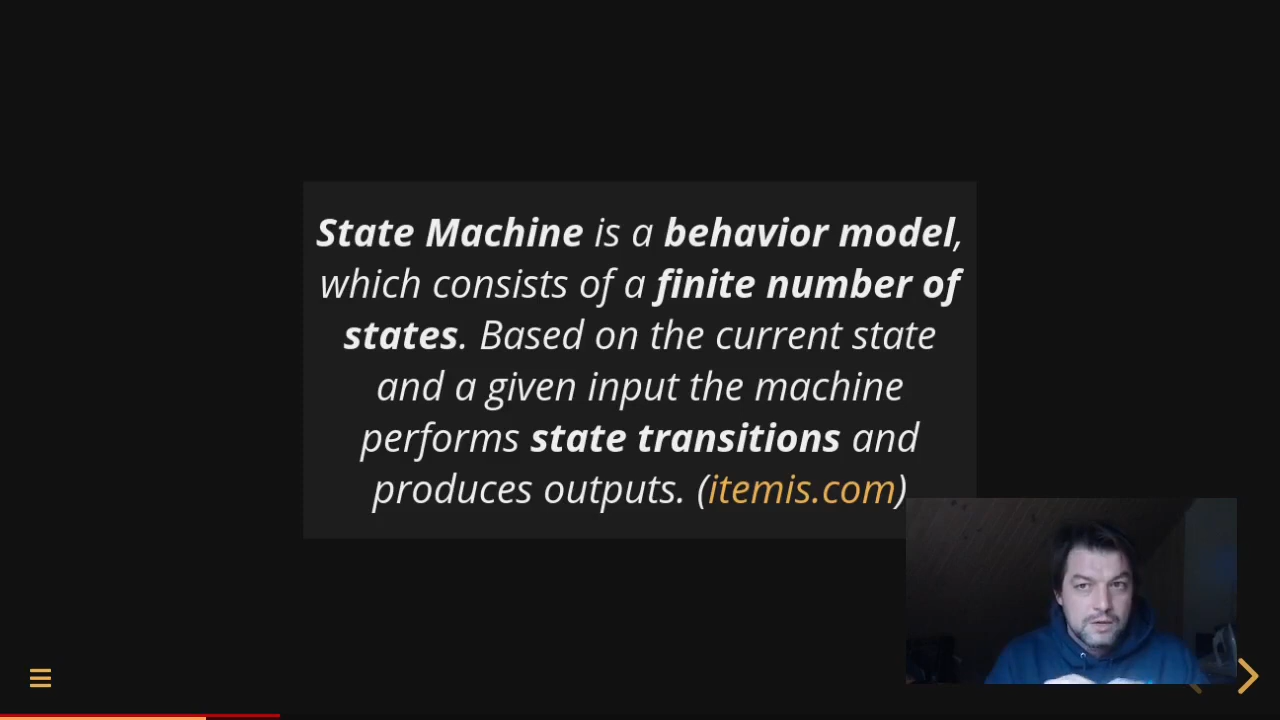 State Machine is a behavior model,
which consists of a finite number of
states. Based on the current state
and a given input the machine
performs state transitions and
produces outputs. (itemis.com)